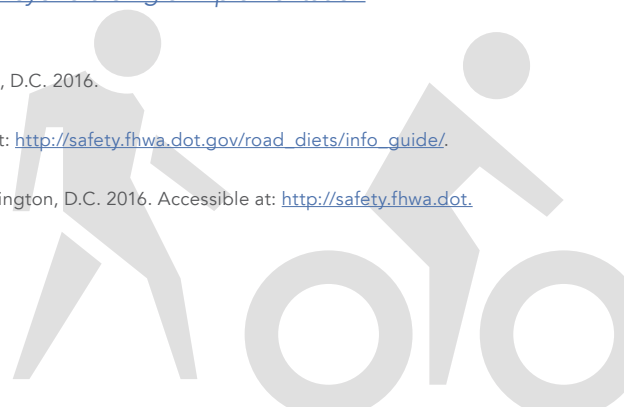 , D.C. 2016.
t: http://safety.fhwa.dot.gov/road_diets/info_guide/.
ington, D.C. 2016. Accessible at: http://safety.fhwa.dot.